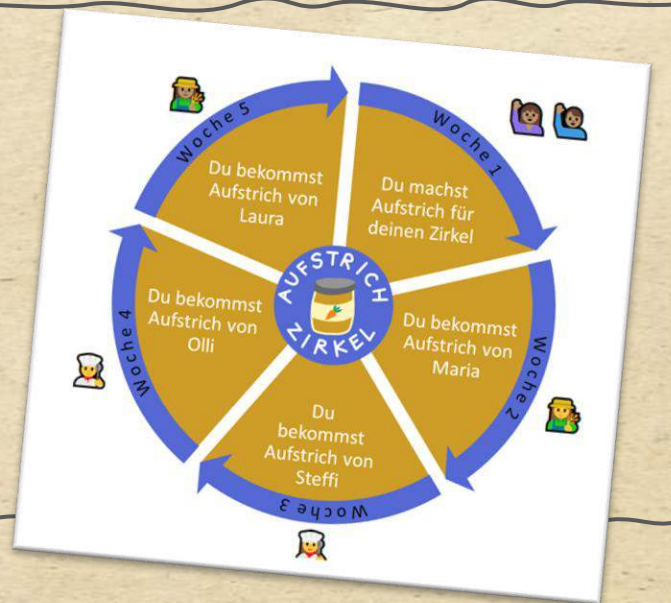 Woche 1
Du machst
Aufstrich für
deinen Zirkel
Woche 2
Du bekommst
Aufstrich von
Maria
Woche 3
Du
bekommst
Aufstrich von
Steffi
Woche 4
Du bekommst
Aufstrich von
Olli
Woche 5
Du bekommst
Aufstrich von
Laura
AUFSTRICH
ZIRKEL